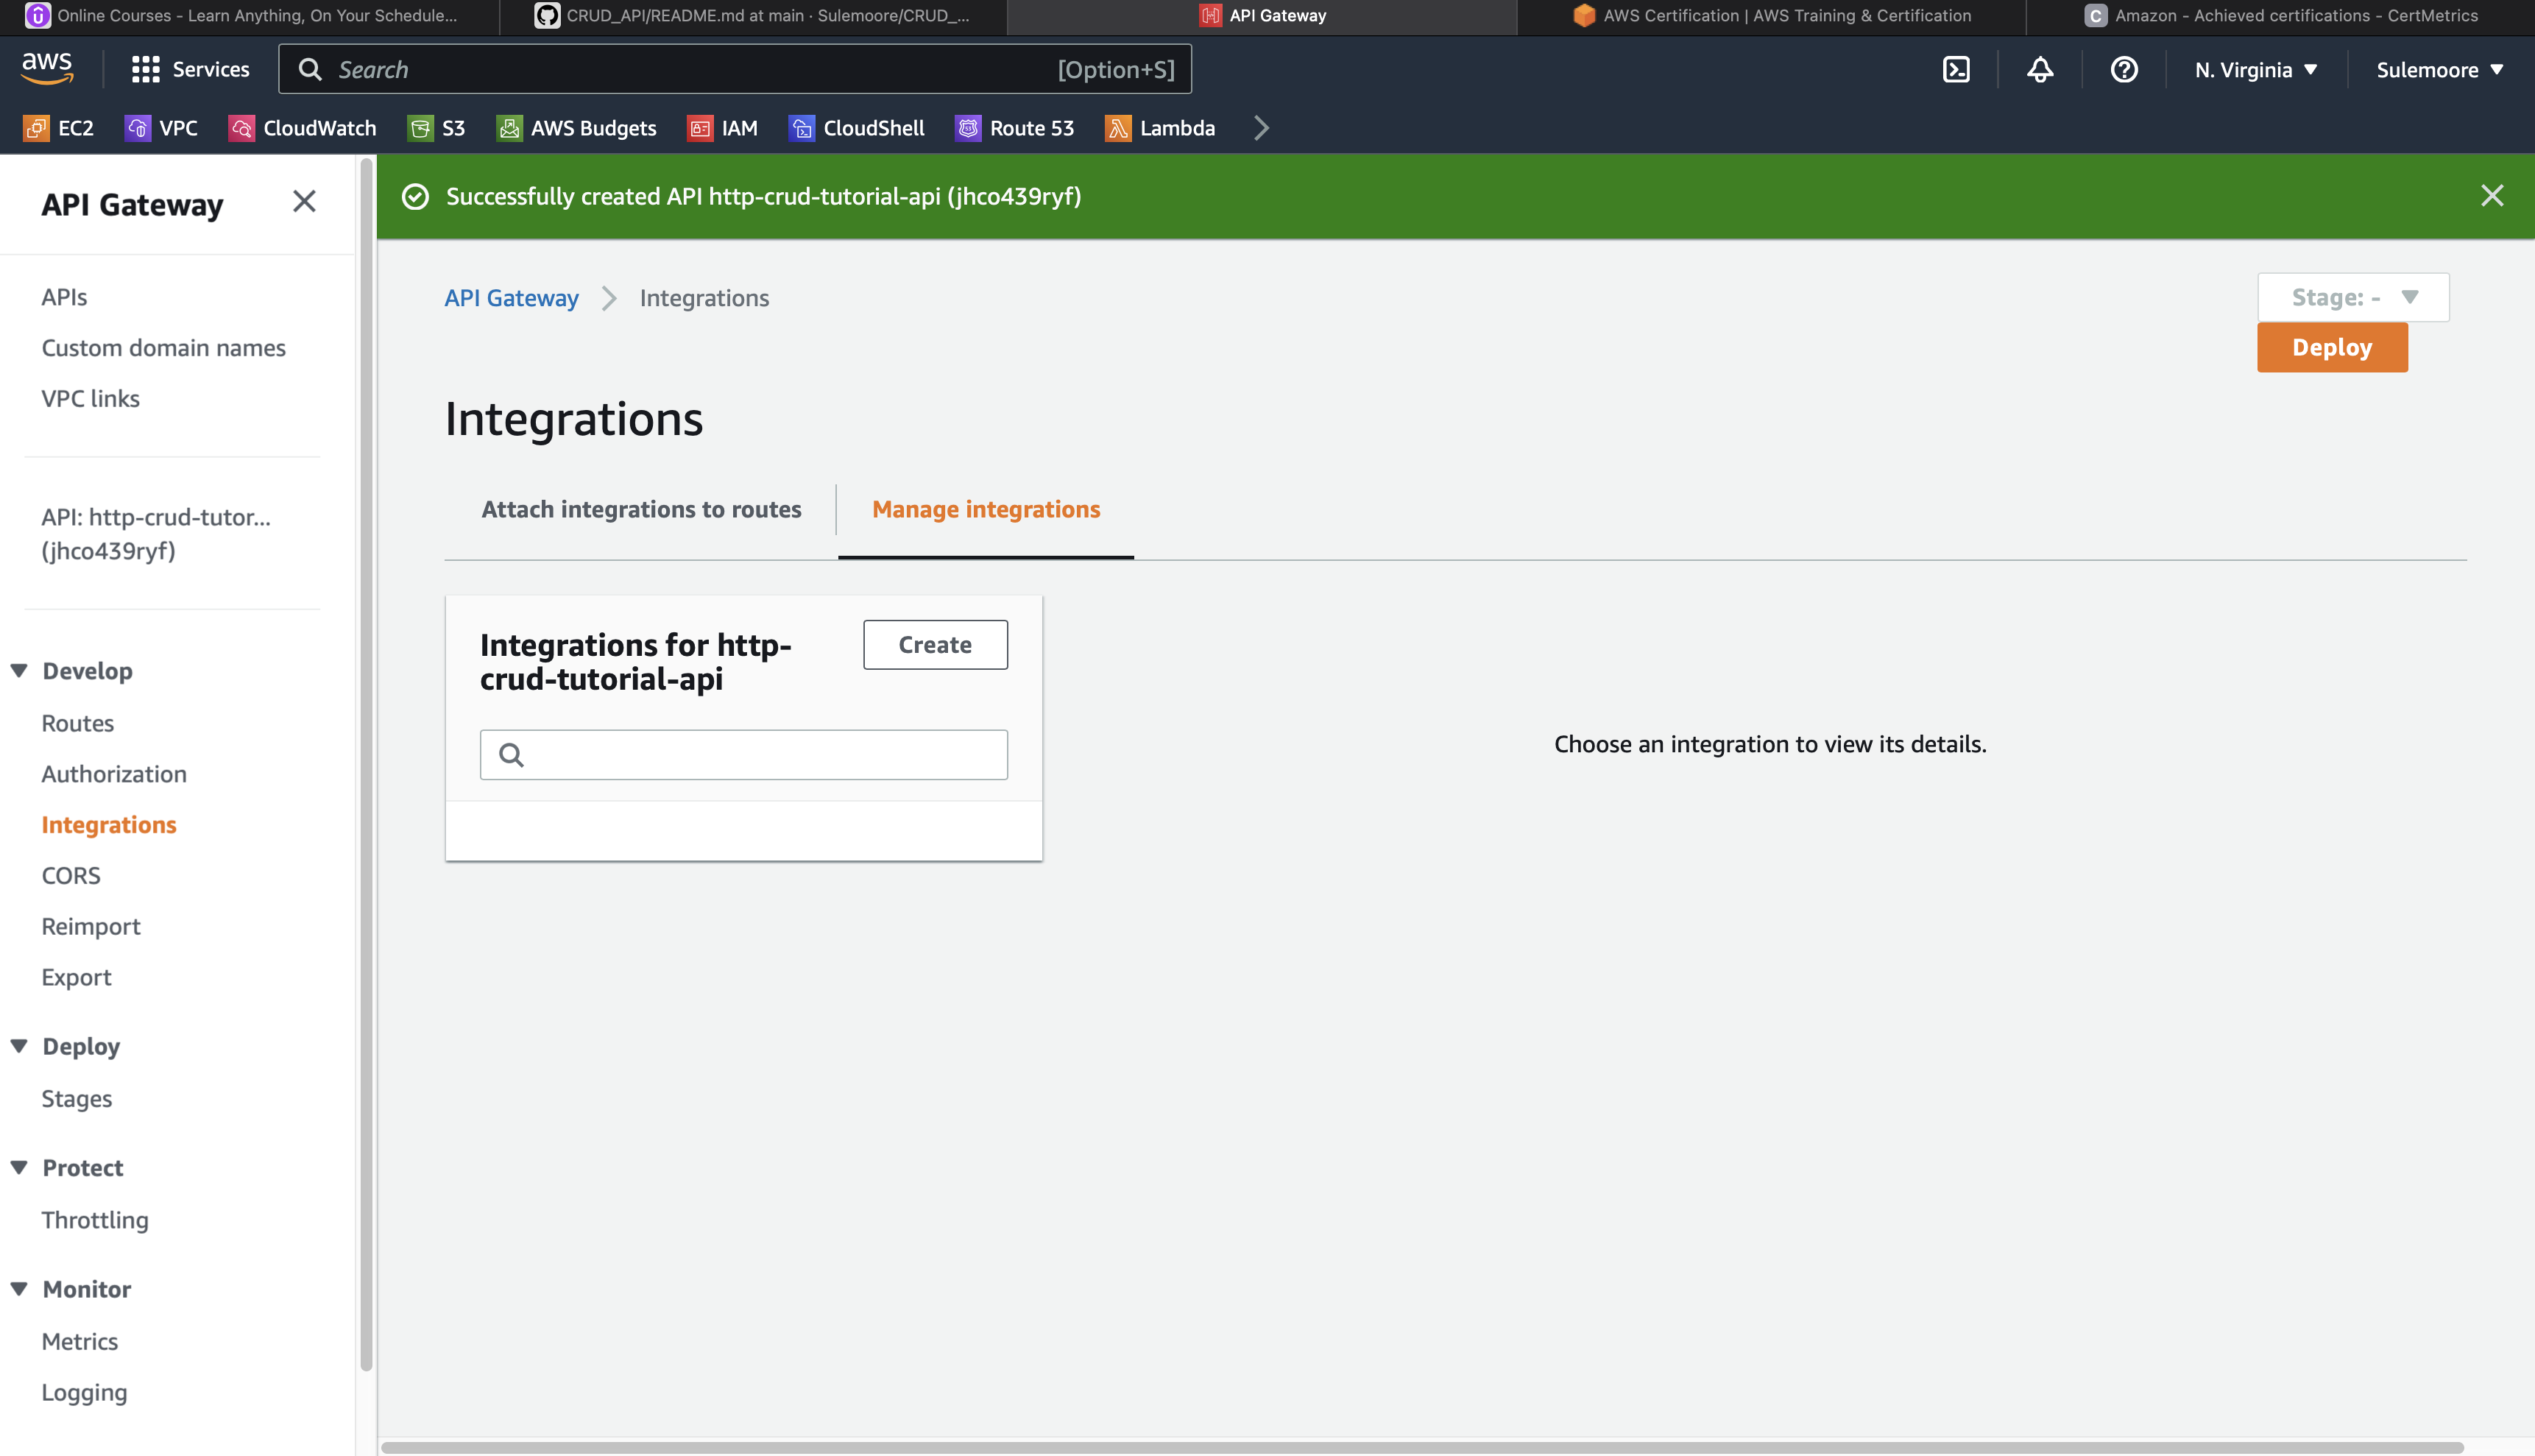 Online Courses - Learn Anything, On Your Schedule...
CRUD_API/README.md at main · Sulemoore/CRUD_...
API Gateway
AWS Certification | AWS Training & Certification
C Amazon - Achieved certifications - CertMetrics
aws
Services
Search
[Option+S]
N. Virginia ▼
Sulemoore ▼
EC2
VPC
CloudWatch
S3
AWS Budgets
IAM
CloudShell
Route 53
Lambda
API Gateway
Successfully created API http-crud-tutorial-api (jhco439ryf)
APIs
Custom domain names
VPC links
API: http-crud-tutor...
(jhco439ryf)
Develop
Routes
Authorization
Integrations
CORS
Reimport
Export
Deploy
Stages
Protect
Throttling
Monitor
Metrics
Logging
API Gateway
Integrations
Stage: -
Deploy
Integrations
Attach integrations to routes
Manage integrations
Integrations for http-
crud-tutorial-api
Create
Choose an integration to view its details.